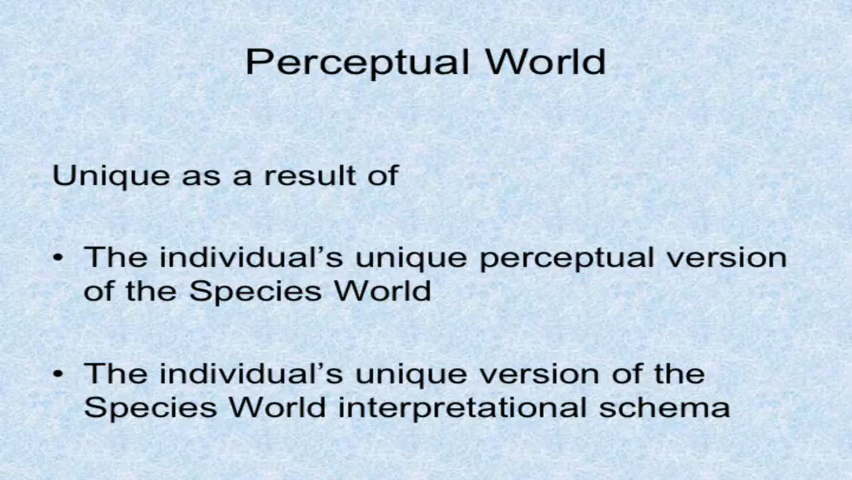 Perceptual World
Unique as a result of
• The individual’s unique perceptual version
of the Species World
• The individual’s unique version of the
Species World interpretational schema